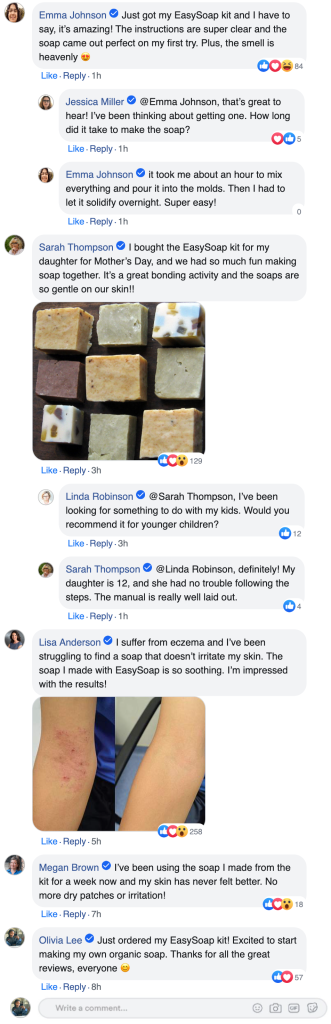 Emma Johnson Just got my EasySoap kit and I have to
say, it's amazing! The instructions are super clear and the
soap came out perfect on my first try. Plus, the smell is
heavenly 😍
84
Like · Reply · 1h
Jessica Miller @Emma Johnson, that's great to
hear! I've been thinking about getting one. How long
did it take to make the soap?
5
Like · Reply · 1h
Emma Johnson it took me about an hour to mix
everything and pour it into the molds. Then I had to
let it solidify overnight. Super easy!
0
Like · Reply · 1h
Sarah Thompson I bought the EasySoap kit for my
daughter for Mother's Day, and we had so much fun making
soap together. It's a great bonding activity and the soaps are
so gentle on our skin!!
129
Like · Reply · 3h
Linda Robinson @Sarah Thompson, I've been
looking for something to do with my kids. Would you
recommend it for younger children?
12
Like · Reply · 3h
Sarah Thompson @Linda Robinson, definitely! My
daughter is 12, and she had no trouble following the
steps. The manual is really well laid out.
4
Like · Reply · 1h
Lisa Anderson I suffer from eczema and I've been
struggling to find a soap that doesn't irritate my skin. The
soap I made with EasySoap is so soothing. I'm impressed
with the results!
258
Like · Reply · 5h
Megan Brown I've been using the soap I made from the
kit for a week now and my skin has never felt better. No
more dry patches or irritation!
18
Like · Reply · 7h
Olivia Lee Just ordered my EasySoap kit! Excited to start
making my own organic soap. Thanks for all the great
reviews, everyone 😊
57
Like · Reply · 8h
Write a comment...
GIF